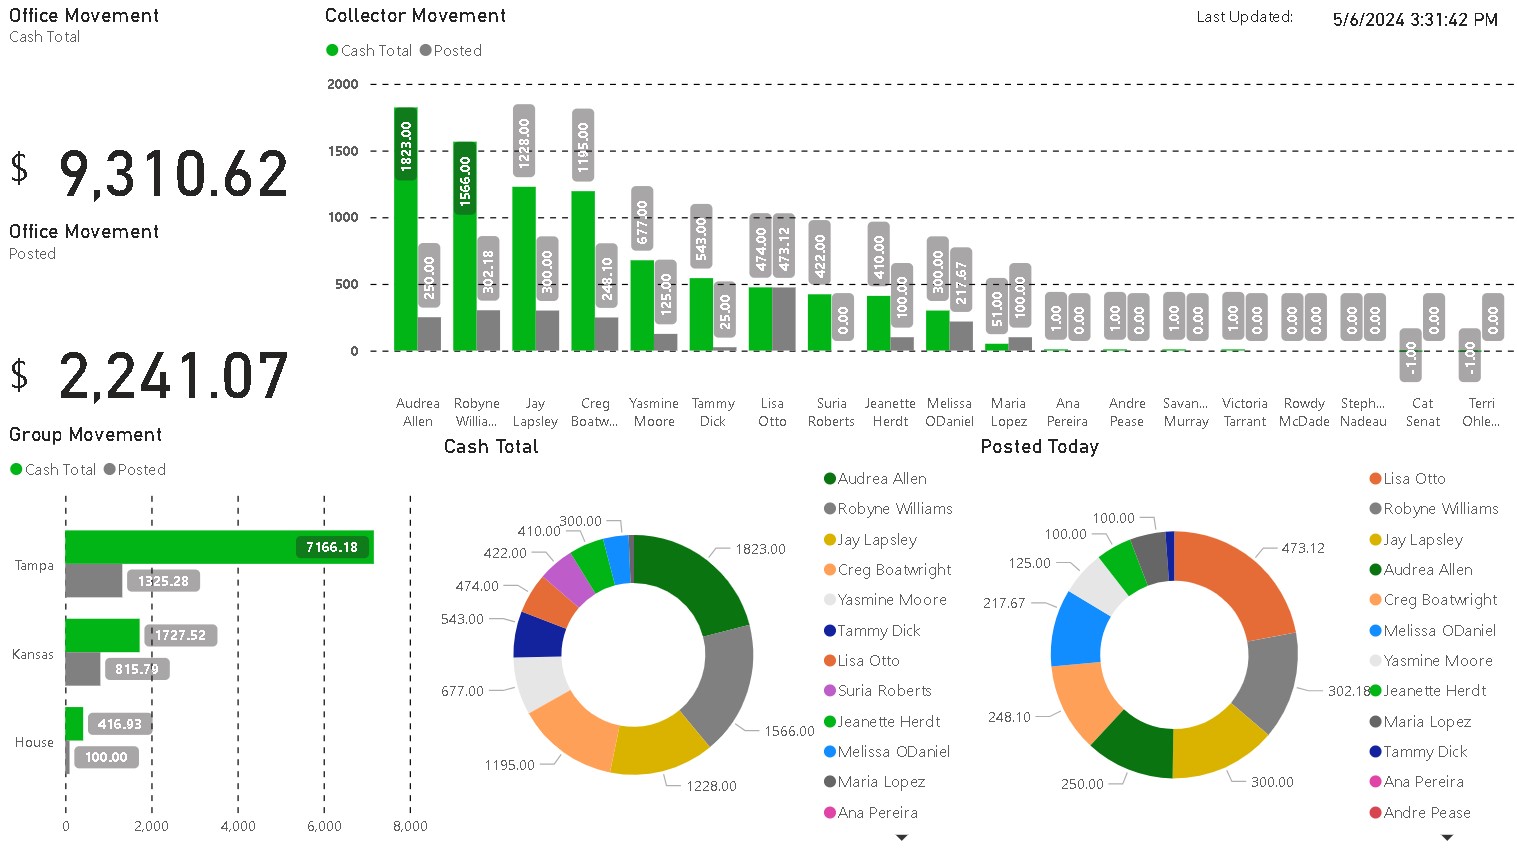 Office Movement
Cash Total
$ 9,310.62
Office Movement
Posted
$ 2,241.07
Collector Movement
Cash Total Posted
Last Updated: 5/6/2024 3:31:42 PM
2000
1500
1000
500
0
1823.00 250.00
1566.00 302.18
1228.00 300.00
1195.00 248.10
677.00 125.00
543.00 25.00
474.00 473.12
422.00 0.00
410.00 100.00
300.00 217.67
51.00 100.00
1.00 0.00
1.00 0.00
1.00 0.00
1.00 0.00
0.00 0.00
0.00 0.00
-1.00 0.00
-1.00 0.00
Audrea Allen
Robyne Willia...
Jay Lapsley
Creg Boatw...
Yasmine Moore
Tammy Dick
Lisa Otto
Suria Roberts
Jeanette Herdt
Melissa ODaniel
Maria Lopez
Ana Pereira
Andre Pease
Savan... Murray
Victoria Tarrant
Rowdy McDade
Steph... Nadeau
Cat Senat
Terri Ohle...
Group Movement
Cash Total Posted
Tampa
7166.18
1325.28
Kansas
1727.52
815.79
House
416.93
100.00
0 2,000 4,000 6,000 8,000
Cash Total
1823.00
1566.00
1228.00
1195.00
677.00
543.00
474.00
422.00
410.00
300.00
Audrea Allen
Robyne Williams
Jay Lapsley
Creg Boatwright
Yasmine Moore
Tammy Dick
Lisa Otto
Suria Roberts
Jeanette Herdt
Melissa ODaniel
Maria Lopez
Ana Pereira
Posted Today
473.12
302.18
300.00
250.00
248.10
217.67
125.00
100.00
100.00
Lisa Otto
Robyne Williams
Jay Lapsley
Audrea Allen
Creg Boatwright
Melissa ODaniel
Yasmine Moore
Jeanette Herdt
Maria Lopez
Tammy Dick
Ana Pereira
Andre Pease